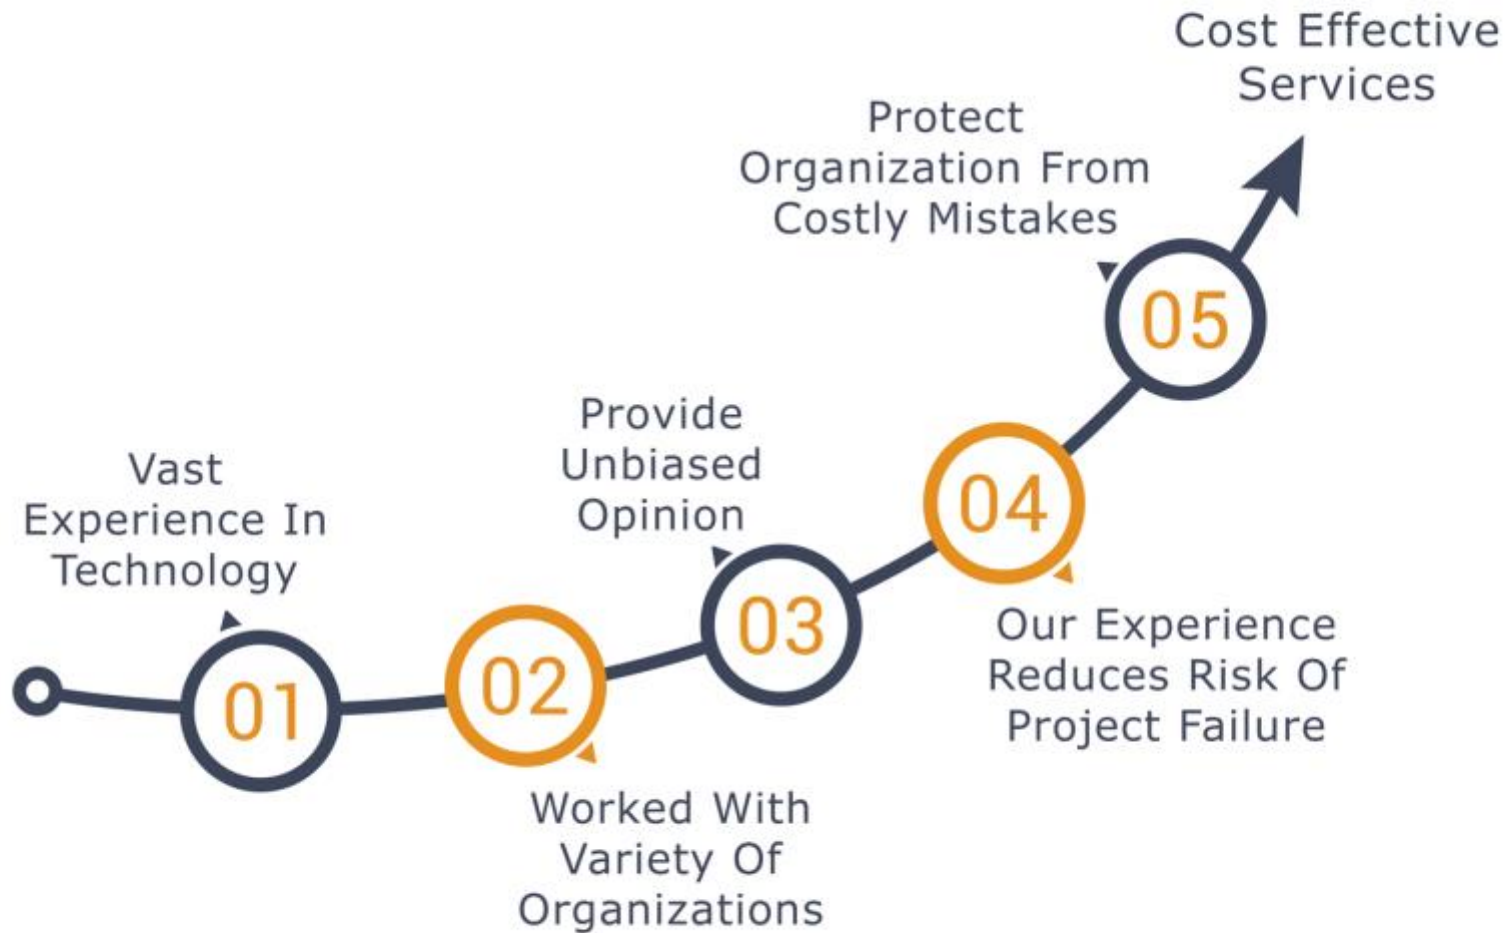 Cost Effective
Services
Protect
Organization From
Costly Mistakes
05
Provide
Unbiased
Opinion
04
Vast
Experience In
Technology
03
Our Experience
Reduces Risk Of
Project Failure
02
01
Worked With
Variety Of
Organizations